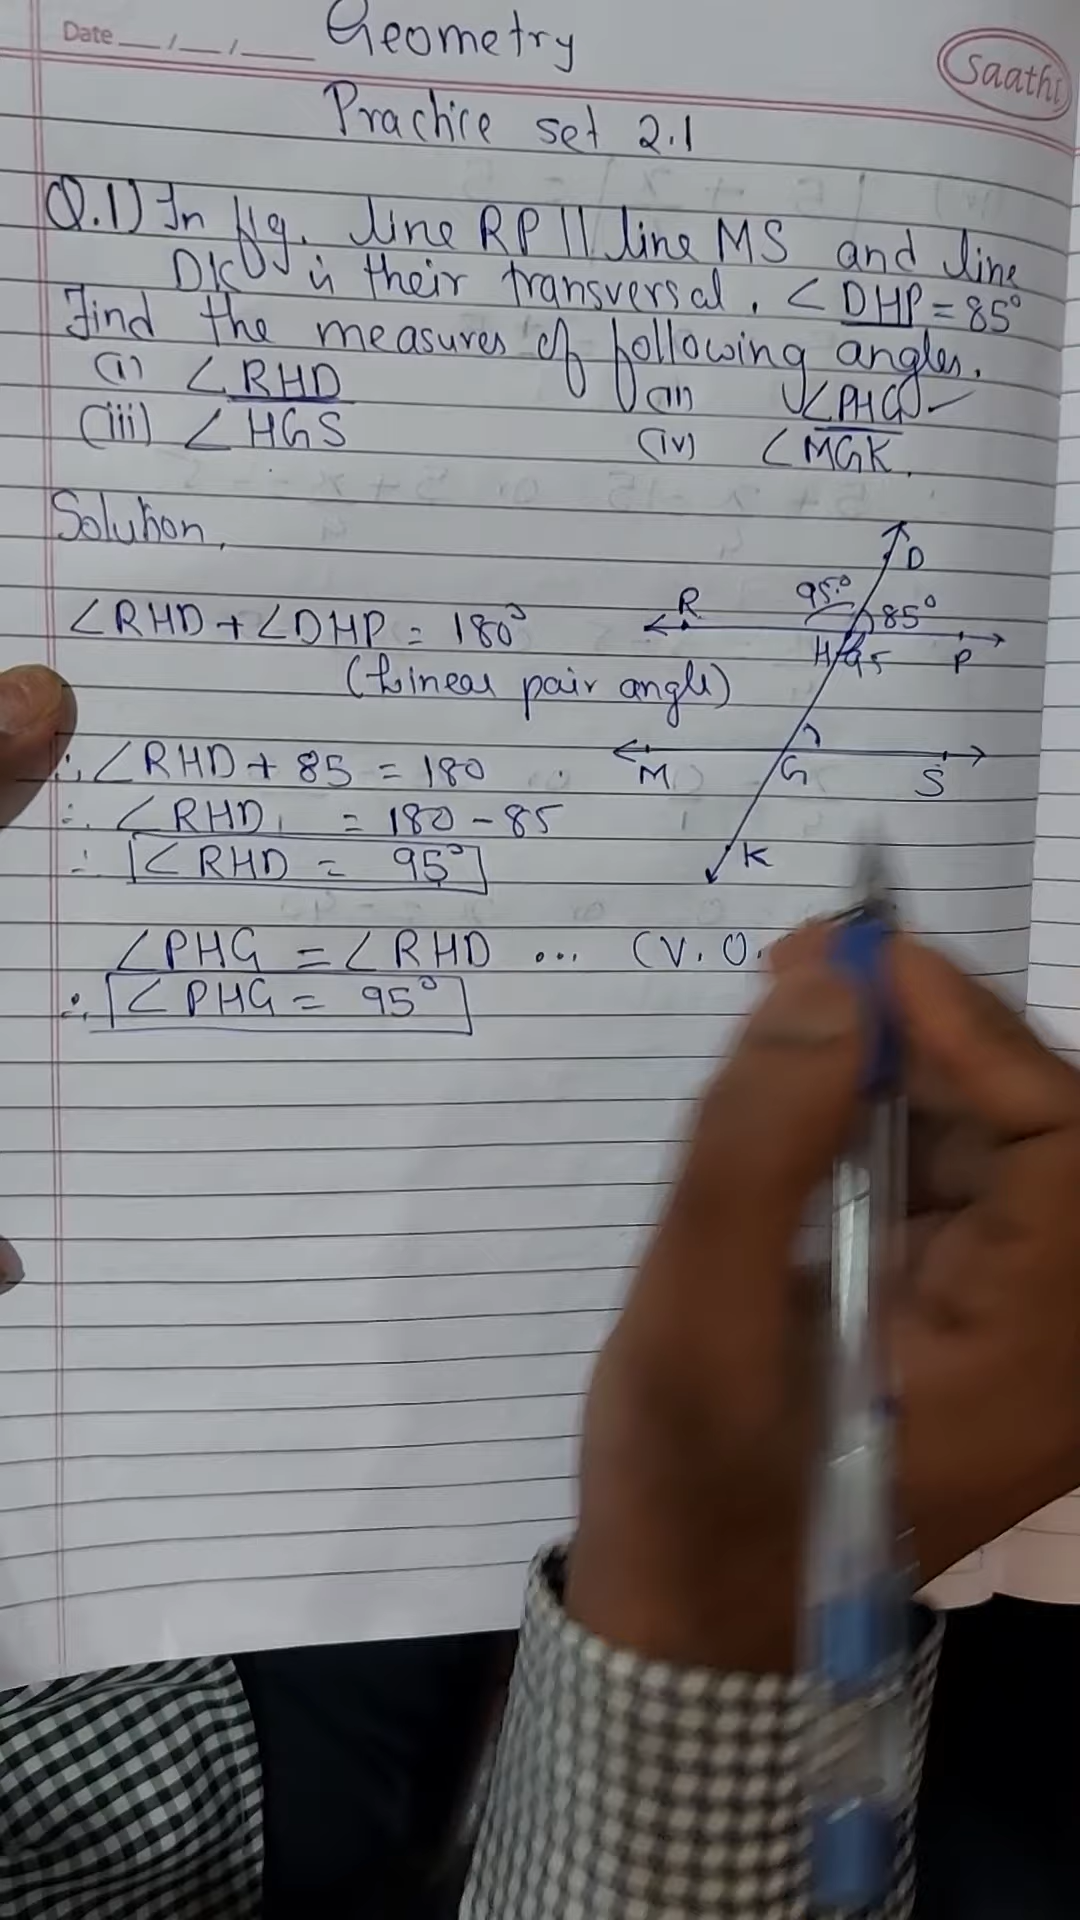 Date __/__/__
Geometry
Saathi
Practice set 2.1
Q.1) In fig. line RP || line MS and line
DK is their transversal. ∠DHP = 85°
Find the measures of following angles.
(i) ∠RHD (ii) ∠PHG
(iii) ∠HGS (iv) ∠MGK.
Solution,
D
R 95° 85°
∠RHD + ∠DHP = 180°
H 95 P
(Linear pair angle)
∴ ∠RHD + 85 = 180
M G S
∴ ∠RHD = 180 - 85
K
∴ ∠RHD = 95°
∠PHG = ∠RHD ... (V.O.
∴ ∠PHG = 95°